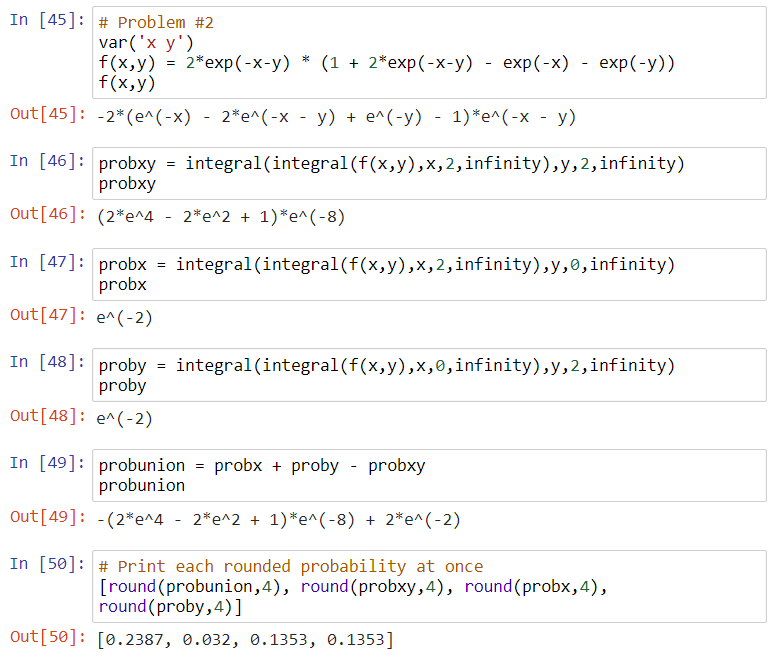 In [45]: # Problem #2
var('x y')
f(x,y) = 2*exp(-x-y) * (1 + 2*exp(-x-y) - exp(-x) - exp(-y))
f(x,y)
Out[45]: -2*(e^(-x) - 2*e^(-x - y) + e^(-y) - 1)*e^(-x - y)
In [46]: probxy = integral(integral(f(x,y),x,2,infinity),y,2,infinity)
probxy
Out[46]: (2*e^4 - 2*e^2 + 1)*e^(-8)
In [47]: probx = integral(integral(f(x,y),x,2,infinity),y,0,infinity)
probx
Out[47]: e^(-2)
In [48]: proby = integral(integral(f(x,y),x,0,infinity),y,2,infinity)
proby
Out[48]: e^(-2)
In [49]: probunion = probx + proby - probxy
probunion
Out[49]: -(2*e^4 - 2*e^2 + 1)*e^(-8) + 2*e^(-2)
In [50]: # Print each rounded probability at once
[round(probunion,4), round(probxy,4), round(probx,4),
round(proby,4)]
Out[50]: [0.2387, 0.032, 0.1353, 0.1353]